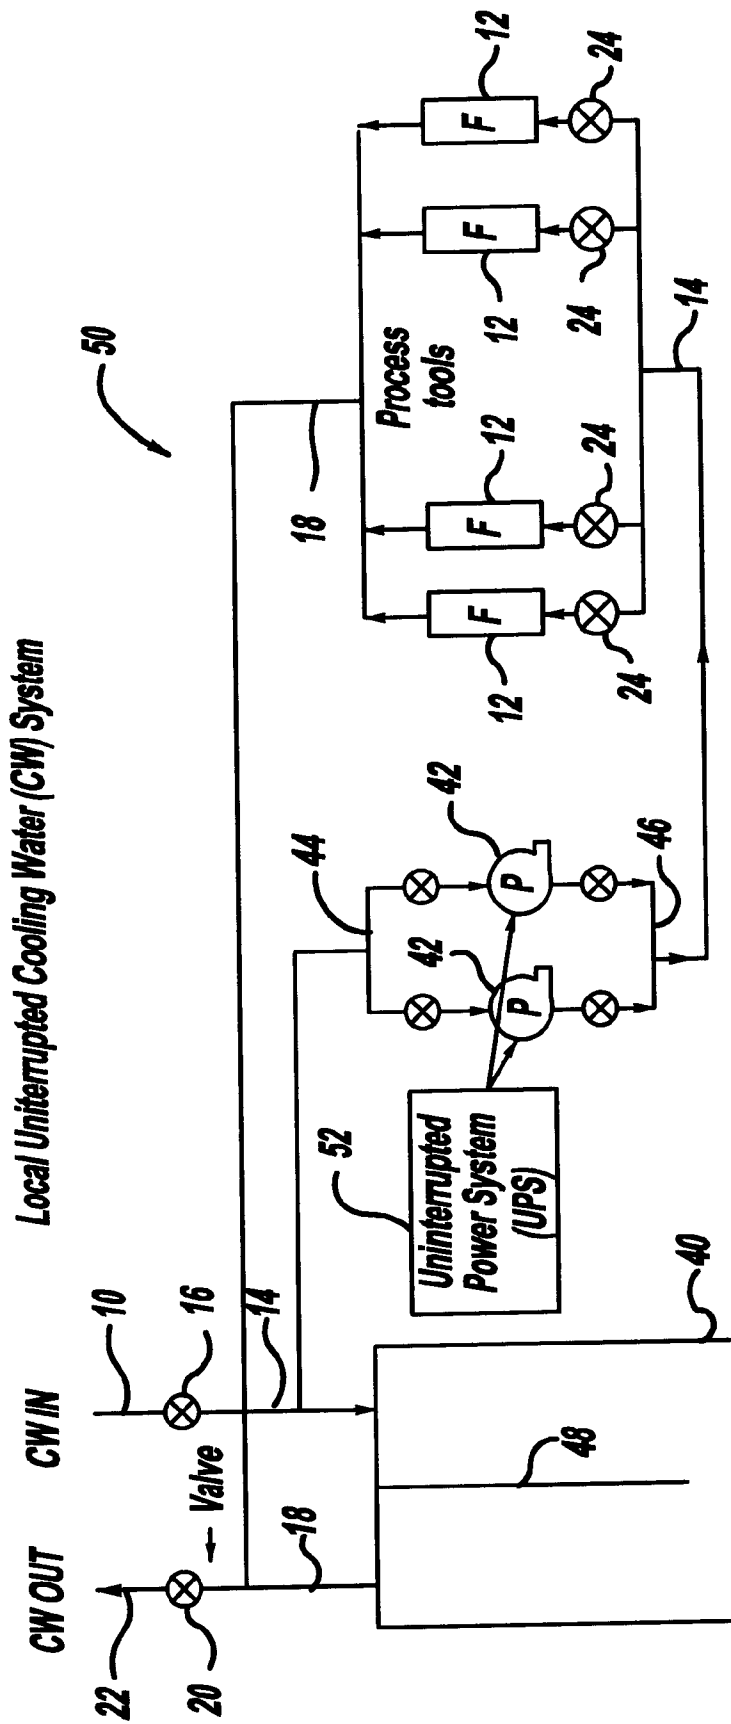 Local Uniterrupted Cooling Water (CW) System
50
CW OUT
CW IN
22
10
20
16
Valve
18
14
18
44
42
42
Process
tools
12
12
12
12
F
F
F
F
24
24
24
24
52
Uninterrupted
Power System
(UPS)
P
P
46
14
48
40